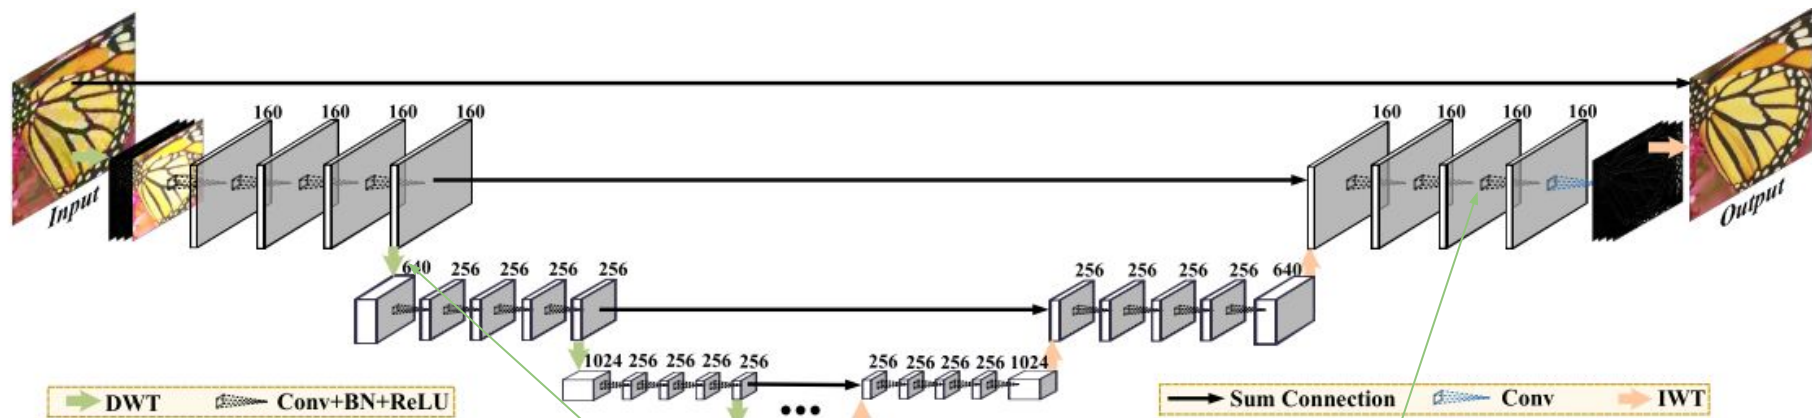 160 160 160 160 160 160 160 160
Input
Output
640 256 256 256 256 256 256 256 256 640
1024 256 256 256 256 256 256 256 256 1024
DWT Conv+BN+ReLU
Sum Connection Conv IWT